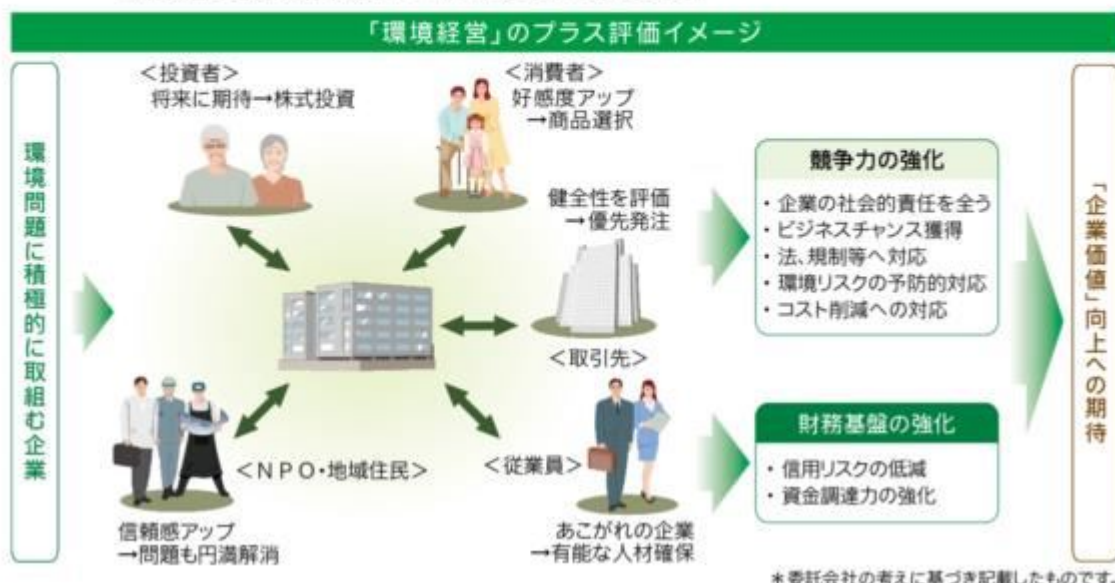 「環境経営」のプラス評価イメージ
環境問題に積極的に取組む企業
＜投資者＞
将来に期待→株式投資
＜消費者＞
好感度アップ
→商品選択
健全性を評価
→優先発注
＜取引先＞
＜NPO・地域住民＞
信頼感アップ
→問題も円満解消
＜従業員＞
あこがれの企業
→有能な人材確保
競争力の強化
・企業の社会的責任を全う
・ビジネスチャンス獲得
・法、規制等へ対応
・環境リスクの予防的対応
・コスト削減への対応
財務基盤の強化
・信用リスクの低減
・資金調達力の強化
「企業価値」向上への期待
＊委託会社の考えに基づき記載したものです